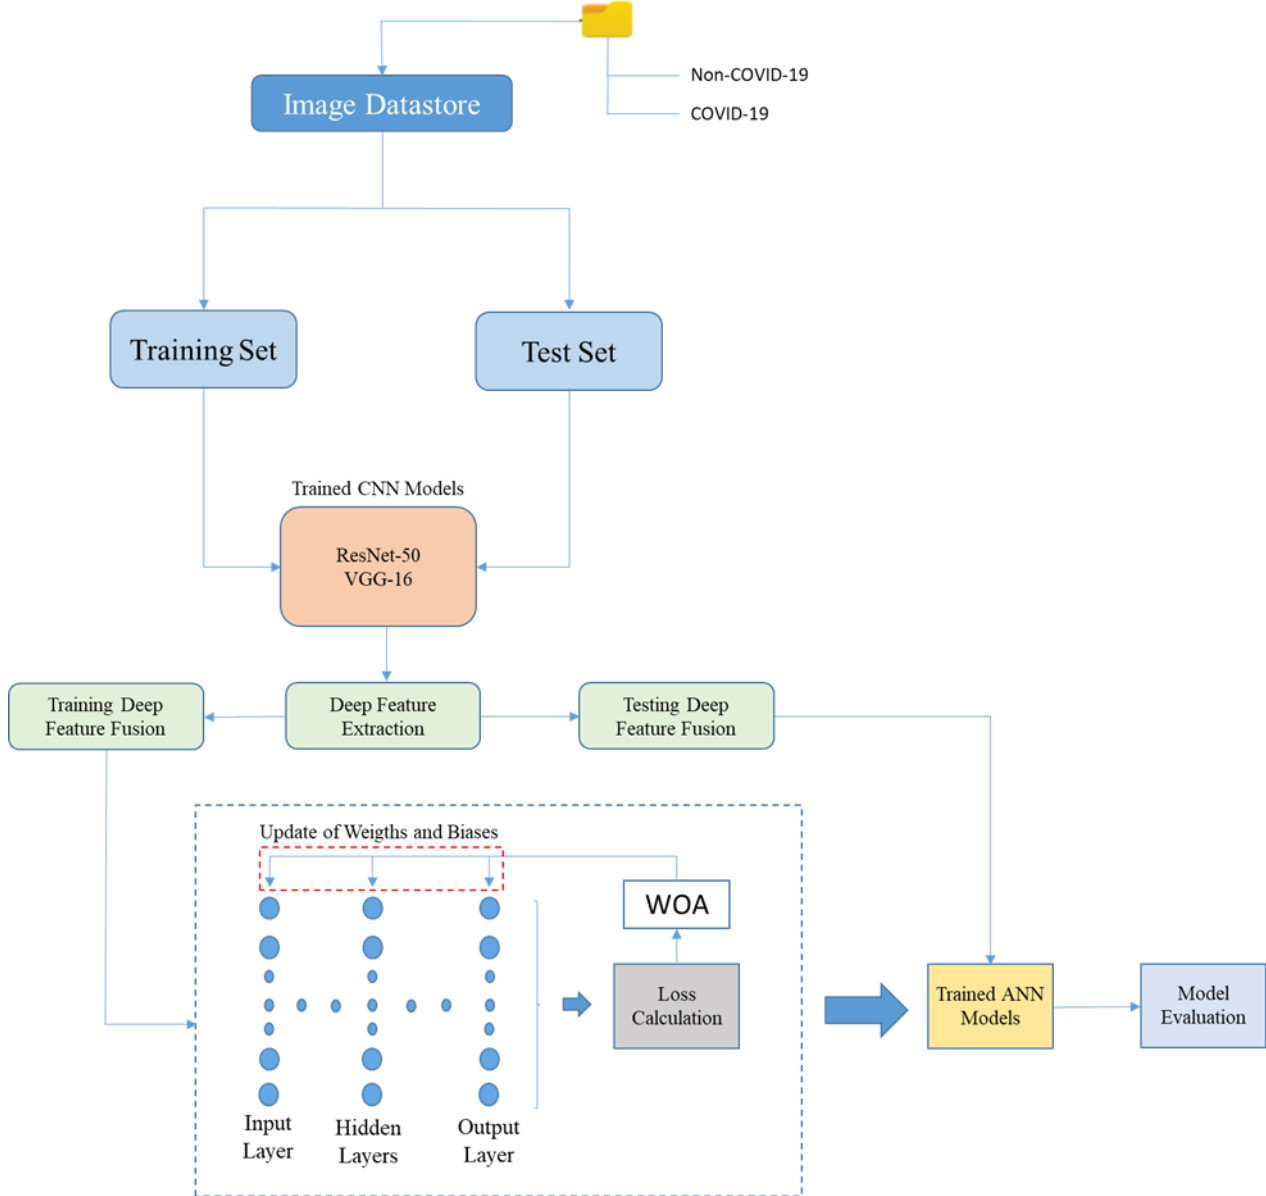 Non-COVID-19
COVID-19
Image Datastore
Training Set
Test Set
Trained CNN Models
ResNet-50
VGG-16
Training Deep
Feature Fusion
Deep Feature
Extraction
Testing Deep
Feature Fusion
Update of Weigths and Biases
WOA
Loss
Calculation
Trained ANN
Models
Model
Evaluation
Input
Layer
Hidden
Layers
Output
Layer